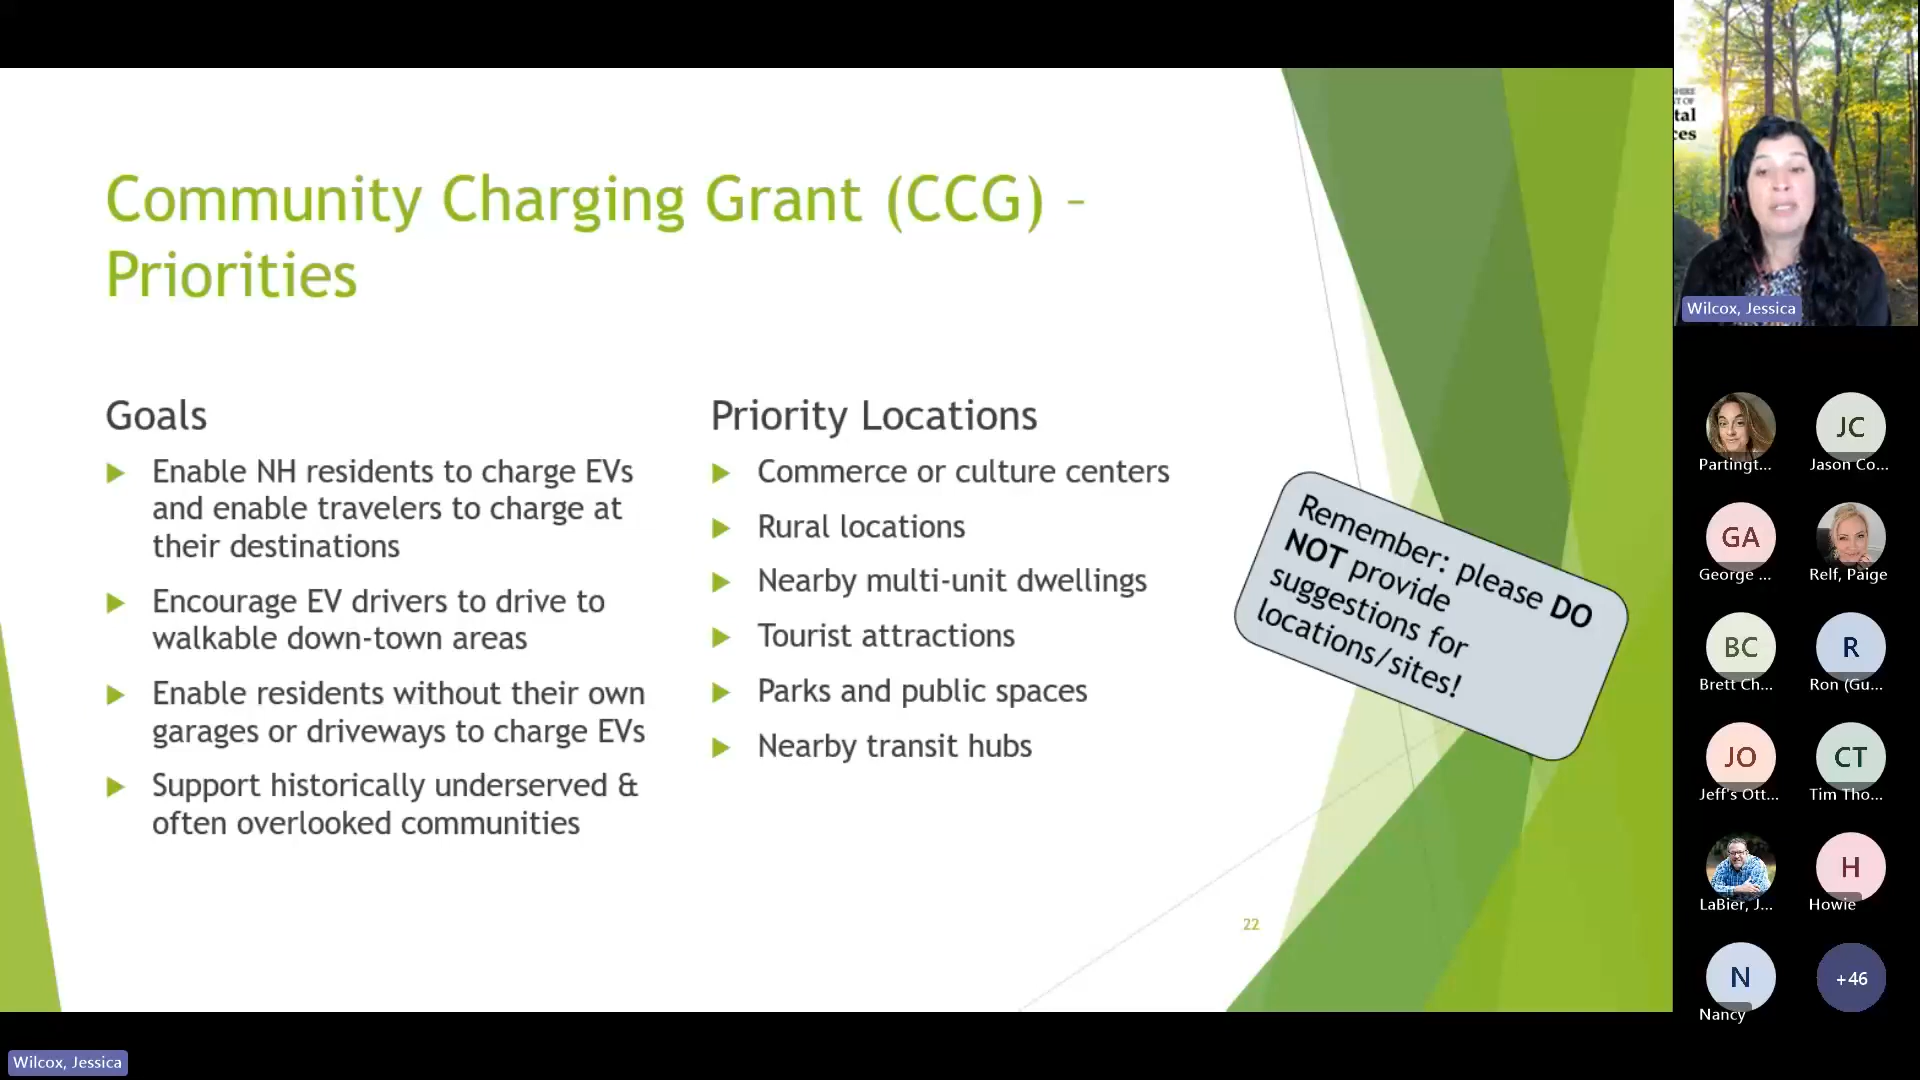 Community Charging Grant (CCG) –
Priorities
Goals
Enable NH residents to charge EVs
and enable travelers to charge at
their destinations
Encourage EV drivers to drive to
walkable down-town areas
Enable residents without their own
garages or driveways to charge EVs
Support historically underserved &
often overlooked communities
Priority Locations
Commerce or culture centers
Rural locations
Nearby multi-unit dwellings
Tourist attractions
Parks and public spaces
Nearby transit hubs
Remember: please DO
NOT provide
suggestions for
locations/sites!
22
Wilcox, Jessica
Partingt...
JC
Jason Co...
GA
George ...
Relf, Paige
BC
Brett Ch...
R
Ron (Gu...
JO
Jeff's Ott...
CT
Tim Tho...
LaBier, J...
H
Howie
N
Nancy
+46
Wilcox, Jessica